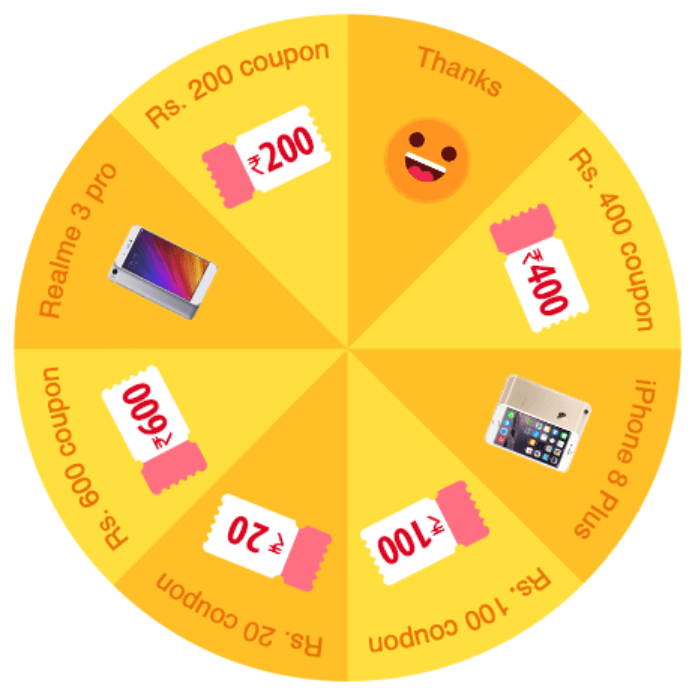 Thanks
Rs. 400 coupon
₹400
iPhone 8 Plus
Rs. 100 coupon
₹100
Rs. 20 coupon
₹20
Rs. 600 coupon
₹600
Realme 3 pro
Rs. 200 coupon
₹200